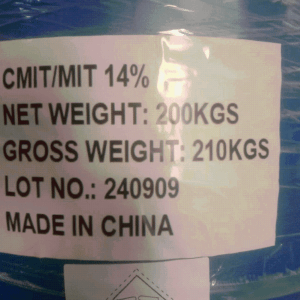 CMIT/MIT 14%
NET WEIGHT: 200KGS
GROSS WEIGHT: 210KGS
LOT NO.: 240909
MADE IN CHINA